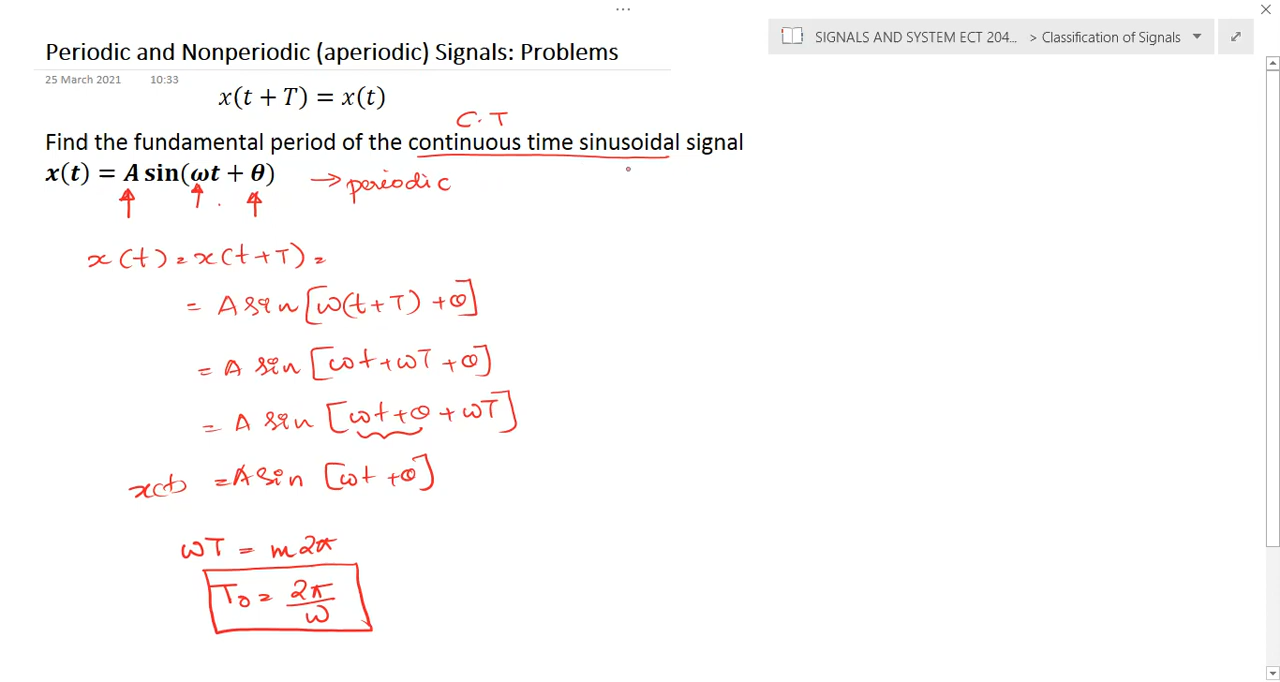 ...
SIGNALS AND SYSTEM ECT 204... > Classification of Signals
Periodic and Nonperiodic (aperiodic) Signals: Problems
25 March 2021 10:33
x(t + T) = x(t)
C.T
Find the fundamental period of the continuous time sinusoidal signal
x(t) = A sin(ωt + θ) → periodic
x(t) = x(t+T) =
= A sin[ω(t+T)+θ]
= A sin[ωt+ωT+θ]
= A sin[ωt+θ+ωT]
x(t) = A sin[ωt+θ]
ωT = m2π
T0 = 2π/ω